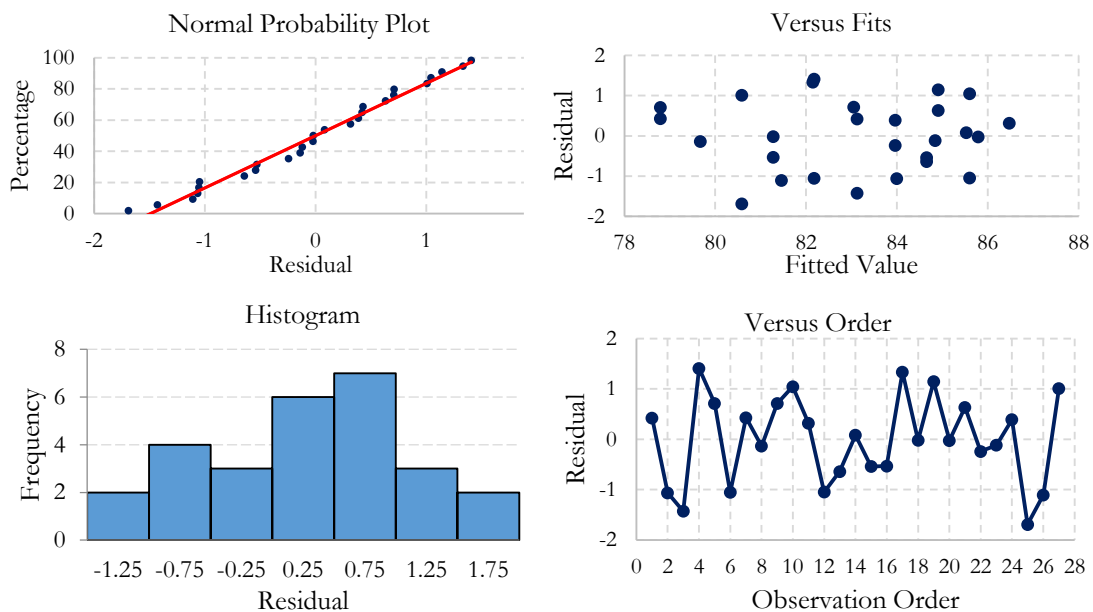 Normal Probability Plot
Percentage
100
80
60
40
20
0
-2 -1 0 1
Residual
Versus Fits
Residual
2
1
0
-1
-2
78 80 82 84 86 88
Fitted Value
Histogram
Frequency
8
6
4
2
0
-1.25 -0.75 -0.25 0.25 0.75 1.25 1.75
Residual
Versus Order
Residual
2
1
0
-1
-2
0 2 4 6 8 10 12 14 16 18 20 22 24 26 28
Observation Order